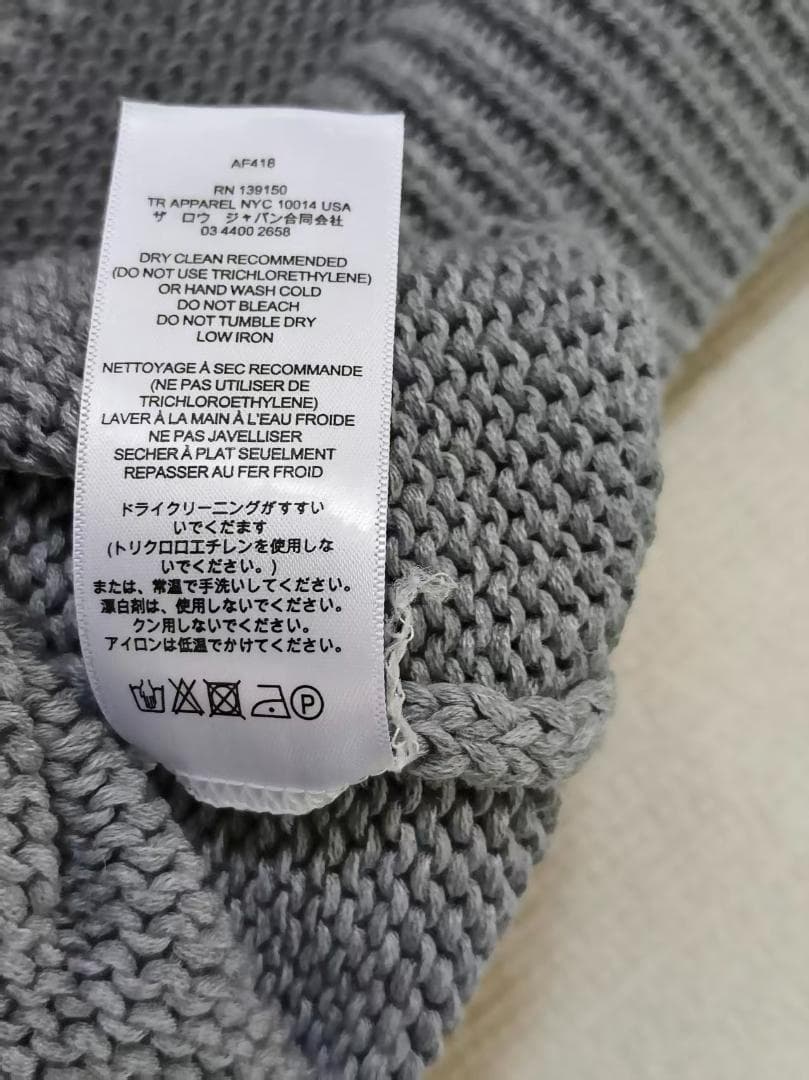 AF418
RN 139150
TR APPAREL NYC 10014 USA
ザ ロウ ジャパン合同会社
03 4400 2658
DRY CLEAN RECOMMENDED
(DO NOT USE TRICHLORETHYLENE)
OR HAND WASH COLD
DO NOT BLEACH
DO NOT TUMBLE DRY
LOW IRON
NETTOYAGE À SEC RECOMMANDE
(NE PAS UTILISER DE
TRICHLOROETHYLENE)
LAVER À LA MAIN À L'EAU FROIDE
NE PAS JAVELLISER
SECHER À PLAT SEUELMENT
REPASSER AU FER FROID
ドライクリーニングがすすい
いでくだます
(トリクロロエチレンを使用しな
いでください。)
または、常温で手洗いしてください。
漂白剤は、使用しないでください。
クン用しないでください。
アイロンは低温でかけてください。
P